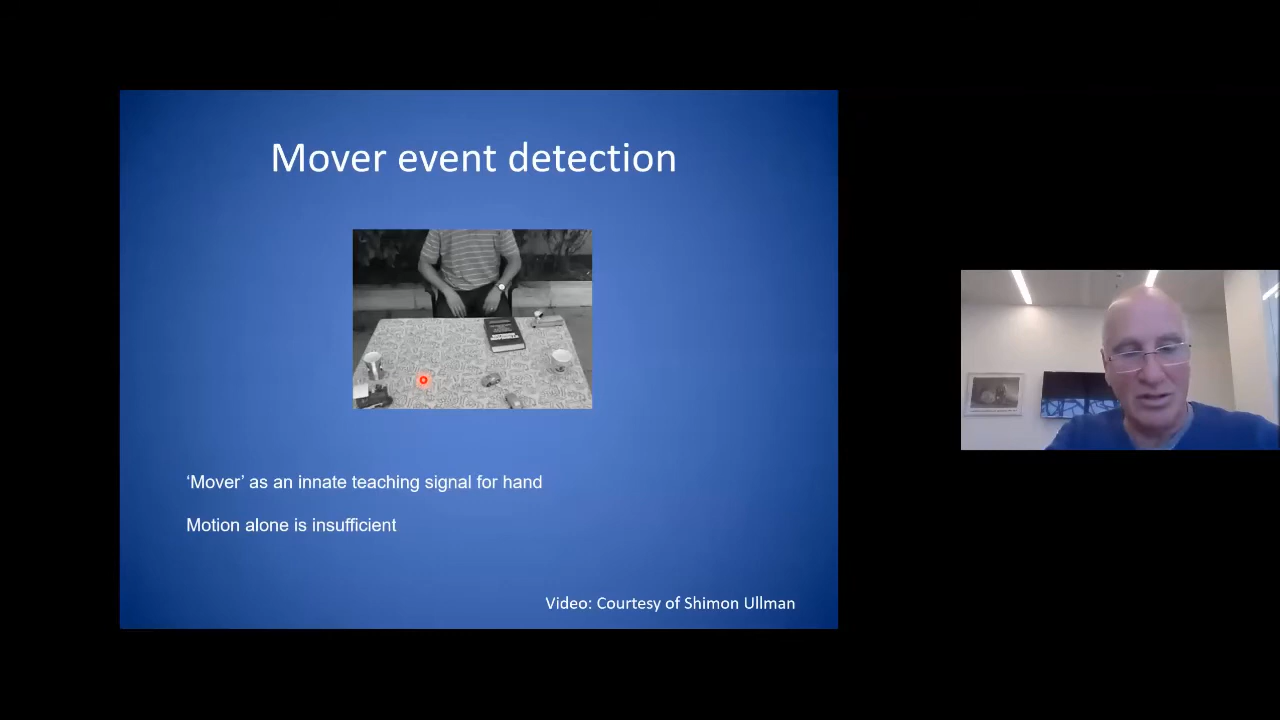 Mover event detection
‘Mover’ as an innate teaching signal for hand
Motion alone is insufficient
Video: Courtesy of Shimon Ullman